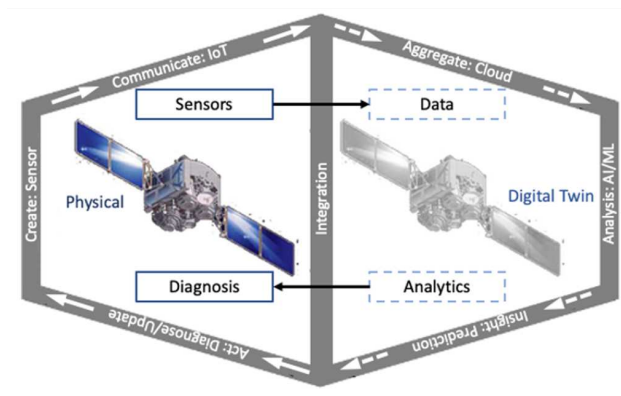 Communicate: IoT
Aggregate: Cloud
Sensors
Data
Create: Sensor
Physical
Integration
Digital Twin
Analysis: AI/ML
Diagnosis
Analytics
Act: Diagnose/Update
Insight: Prediction